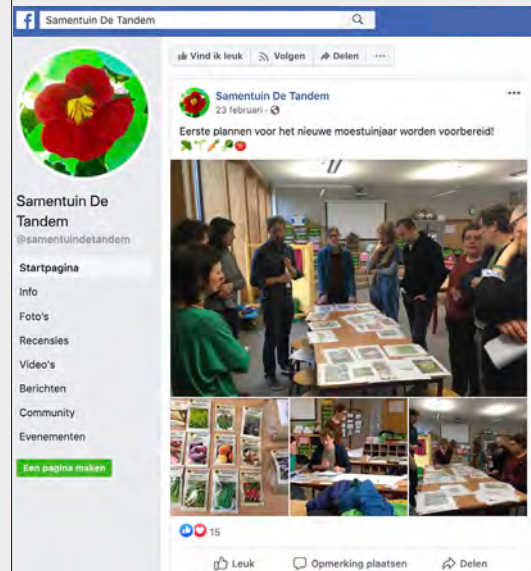 Samentuin De Tandem
Vind ik leuk
Volgen
Delen
Samentuin De Tandem
23 februari
Eerste plannen voor het nieuwe moestuinjaar worden voorbereid!
Samentuin De
Tandem
@samentuindetandem
Startpagina
Info
Foto's
Recensies
Video's
Berichten
Community
Evenementen
Een pagina maken
15
Leuk
Opmerking plaatsen
Delen